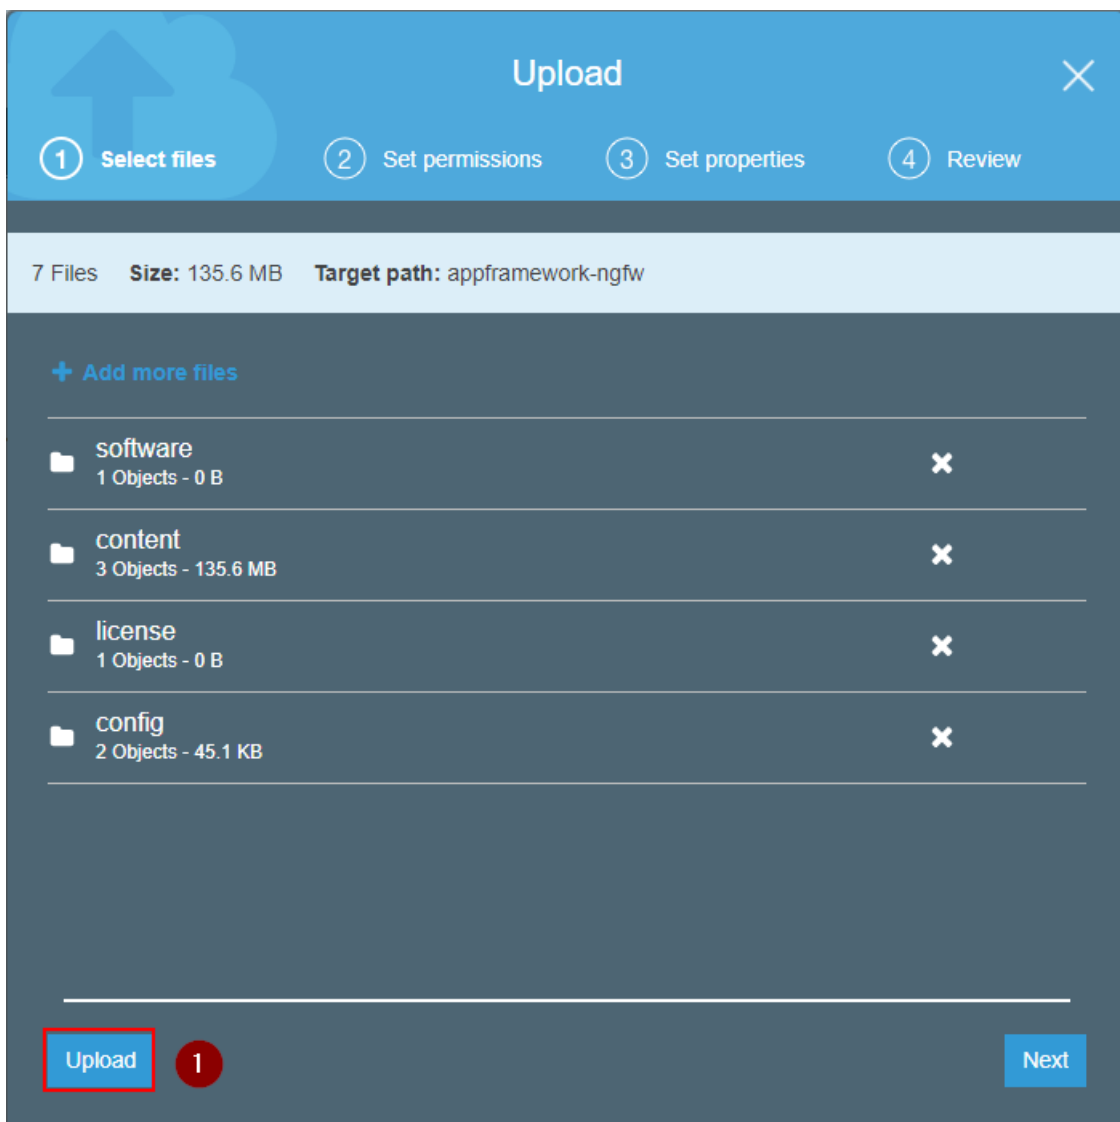 Upload
1 Select files 2 Set permissions 3 Set properties 4 Review
7 Files Size: 135.6 MB Target path: appframework-ngfw
Add more files
software
1 Objects - 0 B
content
3 Objects - 135.6 MB
license
1 Objects - 0 B
config
2 Objects - 45.1 KB
Upload 1 Next